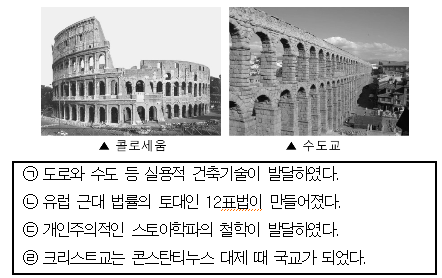 ▲ 콜로세움
▲ 수도교
㉠ 도로와 수도 등 실용적 건축기술이 발달하였다.
㉡ 유럽 근대 법률의 토대인 12표법이 만들어졌다.
㉢ 개인주의적인 스토아학파의 철학이 발달하였다.
㉣ 크리스트교는 콘스탄티누스 대제 때 국교가 되었다.